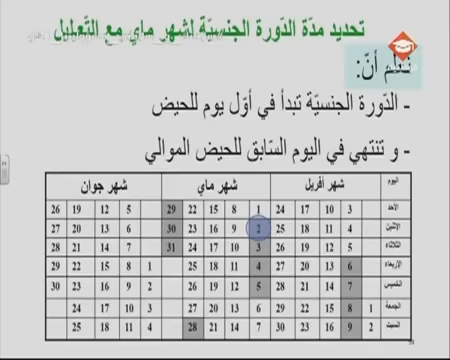 تحديد مدّة الدّورة الجنسيّة لشهر ماي مع التّعليل
نعلم أنّ:
- الدّورة الجنسيّة تبدأ في أوّل يوم للحيض
- و تنتهي في اليوم السّابق للحيض الموالي
اليوم شهر أفريل شهر ماي شهر جوان
الأحد 3 10 17 24 1 8 15 22 29 5 12 19 26
الاثنين 4 11 18 25 2 9 16 23 30 6 13 20 27
الثلاثاء 5 12 19 26 3 10 17 24 31 7 14 21 28
الإربعاء 6 13 20 27 4 11 18 25 1 8 15 22 29
الخميس 7 14 21 28 5 12 19 26 2 9 16 23 30
الجمعة 1 8 15 22 29 6 13 20 27 3 10 17 24
السبت 2 9 16 23 30 7 14 21 28 4 11 18 25